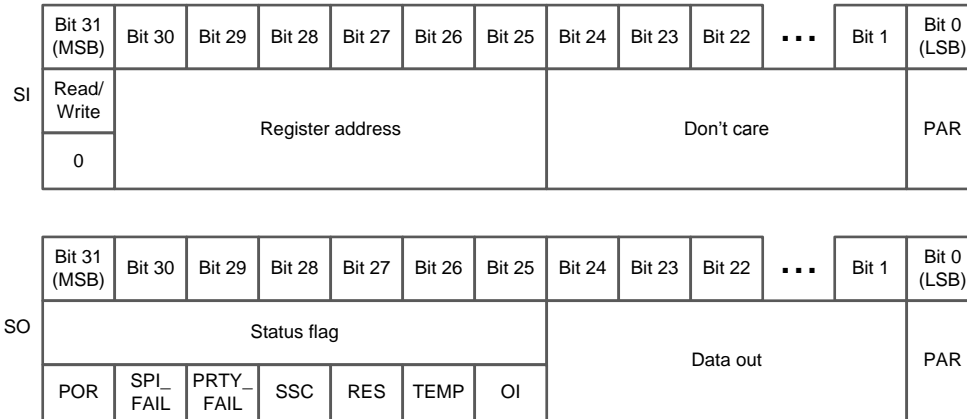 Bit 31 (MSB) Bit 30 Bit 29 Bit 28 Bit 27 Bit 26 Bit 25 Bit 24 Bit 23 Bit 22 ... Bit 1 Bit 0 (LSB)
SI
Read/
Write
0
Register address
Don't care
PAR
Bit 31 (MSB) Bit 30 Bit 29 Bit 28 Bit 27 Bit 26 Bit 25 Bit 24 Bit 23 Bit 22 ... Bit 1 Bit 0 (LSB)
SO
Status flag
POR SPI_ FAIL PRTY_ FAIL SSC RES TEMP OI
Data out
PAR